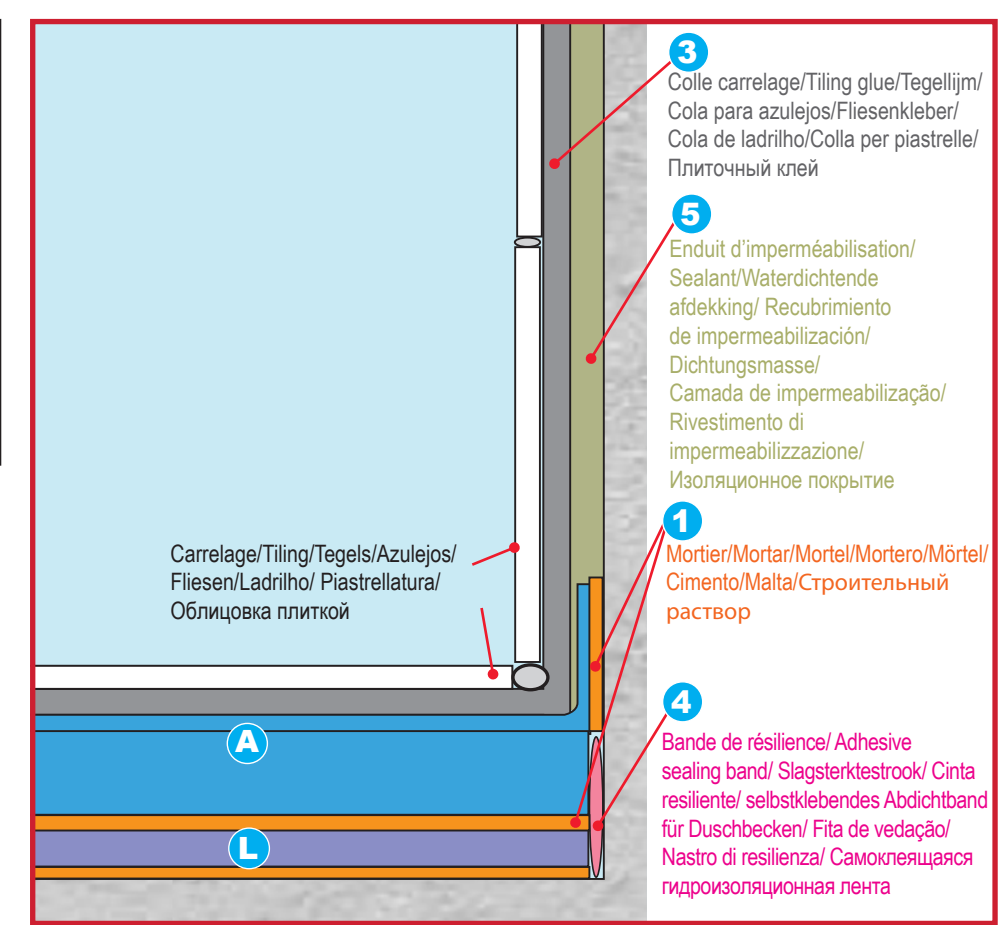 3
Colle carrelage/Tiling glue/Tegellijm/
Cola para azulejos/Fliesenkleber/
Cola de ladrilho/Colla per piastrelle/
Плиточный клей
5
Enduit d’imperméabilisation/
Sealant/Waterdichtende
afdekking/ Recubrimiento
de impermeabilización/
Dichtungsmasse/
Camada de impermeabilização/
Rivestimento di
impermeabilizzazione/
Изоляционное покрытие
1
Mortier/Mortar/Mortel/Mortero/Mörtel/
Cimento/Malta/Строительный
раствор
Carrelage/Tiling/Tegels/Azulejos/
Fliesen/Ladrilho/ Piastrellatura/
Облицовка плиткой
4
Bande de résilience/ Adhesive
sealing band/ Slagsterktestrook/ Cinta
resiliente/ selbstklebendes Abdichtband
für Duschbecken/ Fita de vedação/
Nastro di resilienza/ Самоклеящаяся
гидроизоляционная лента
A
L